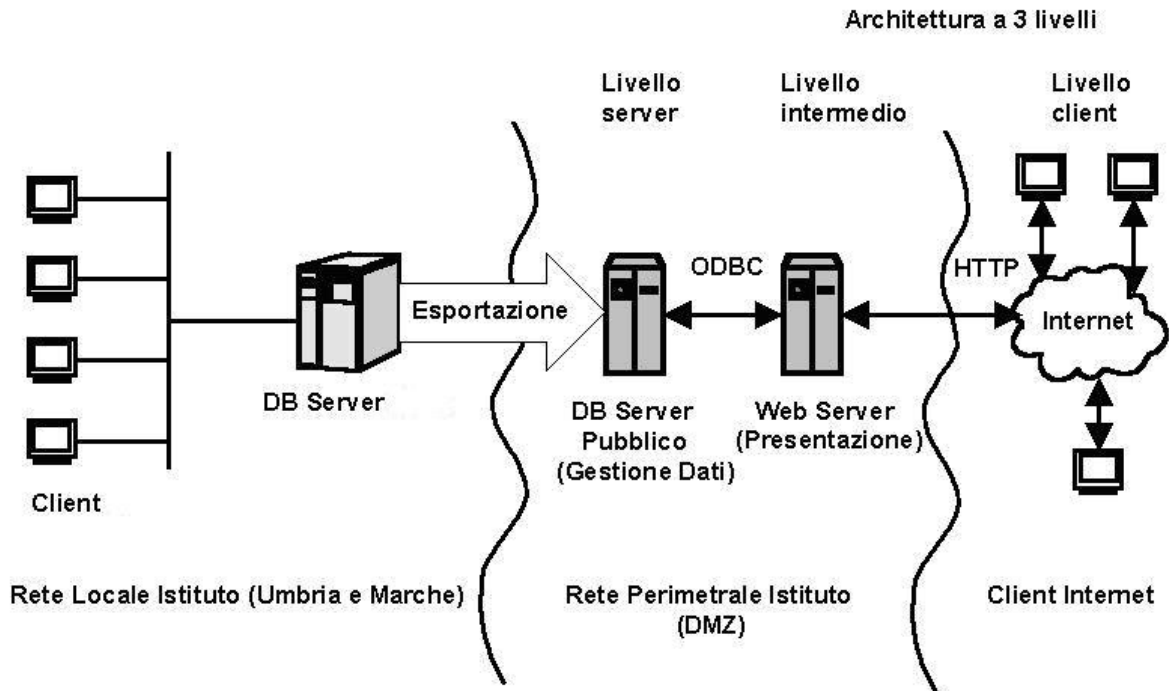 Architettura a 3 livelli
Livello
server
Livello
intermedio
Livello
client
ODBC
HTTP
Esportazione
Internet
DB Server
DB Server
Pubblico
(Gestione Dati)
Web Server
(Presentazione)
Client
Rete Locale Istituto (Umbria e Marche)
Rete Perimetrale Istituto
(DMZ)
Client Internet